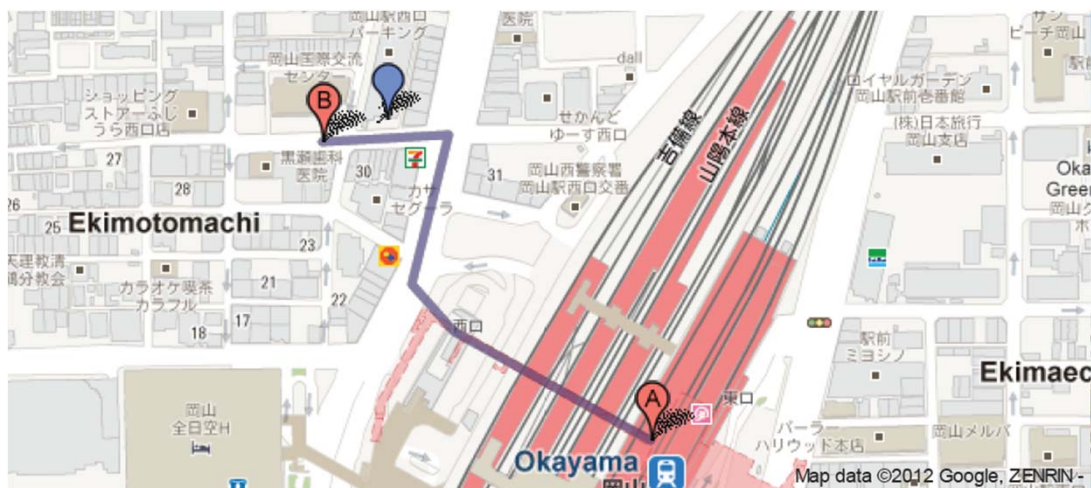 岡山駅西口
パーキング
岡山国際交流
センター
B
ショッピング
ストアーふじ
うら西口店
黒瀬歯科
医院
27
28
30
31
26
25
Ekimotomachi
23
カサ
セグーラ
天理教清
輝分教会
カラオケ喫茶
カラフル
21
22
17
18
医院
dall
せかんど
ゆーす西口
岡山西警察署
岡山駅西口交番
吉備線
山陽本線
西口
岡山
全日空H
A
東口
Okayama
岡山
サン
ピーチ岡山
駅前
ロイヤルガーデン
岡山駅前壱番館
(株)日本旅行
岡山支店
Oka
Green
ホ
駅前
ミヨシノ
Ekimaec
パーラー
ハリウッド本店
岡山メルパ
Map data ©2012 Google, ZENRIN -